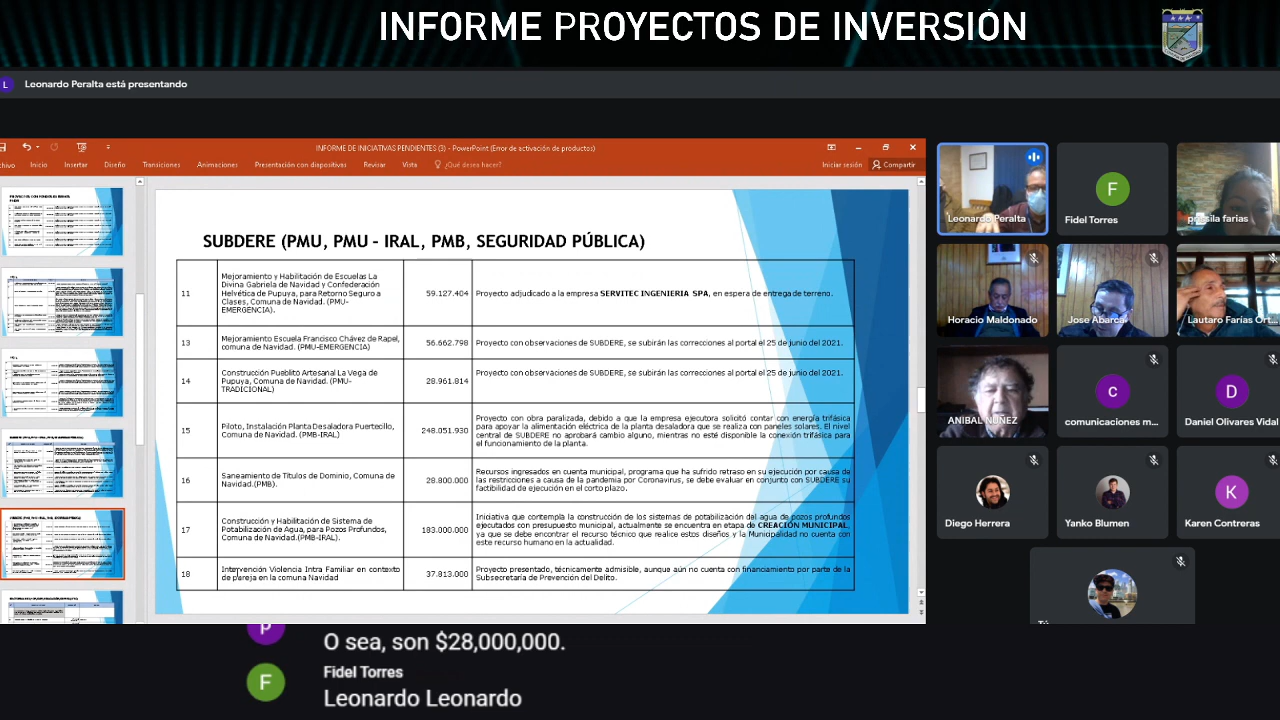 INFORME PROYECTOS DE INVERSIÓN
L
Leonardo Peralta está presentando
INFORME DE INICIATIVAS PENDIENTES (3) - PowerPoint (Error de activación de productos)
Inicio Insertar Diseño Transiciones Animaciones Presentación con diapositivas Revisar Vista ¿Qué desea hacer? Iniciar sesión Compartir
SUBDERE (PMU, PMU - IRAL, PMB, SEGURIDAD PÚBLICA)
11
Mejoramiento y Habilitación de Escuelas La
Divina Gabriela de Navidad y Confederación
Helvética de Pupuya, para Retorno Seguro a
Clases, Comuna de Navidad. (PMU-
EMERGENCIA).
59.127.404
Proyecto adjudicado a la empresa SERVITEC INGENIERIA SPA, en espera de entrega de terreno.
13
Mejoramiento Escuela Francisco Chávez de Rapel,
comuna de Navidad. (PMU-EMERGENCIA)
56.662.798
Proyecto con observaciones de SUBDERE, se subirán las correcciones al portal el 25 de junio del 2021.
14
Construcción Pueblito Artesanal La Vega de
Pupuya, Comuna de Navidad. (PMU-
TRADICIONAL)
28.961.814
Proyecto con observaciones de SUBDERE, se subirán las correcciones al portal el 25 de junio del 2021.
15
Piloto, Instalación Planta Desaladora Puertecillo,
Comuna de Navidad. (PMB-IRAL)
248.051.930
Proyecto con obra paralizada, debido a que la empresa ejecutora solicitó contar con energía trifásica
para apoyar la alimentación eléctrica de la planta desaladora que se realiza con paneles solares. El nivel
central de SUBDERE no aprobará cambio alguno, mientras no esté disponible la conexión trifásica para
el funcionamiento de la planta.
16
Saneamiento de Títulos de Dominio, Comuna de
Navidad.(PMB).
28.800.000
Recursos ingresados en cuenta municipal, programa que ha sufrido retraso en su ejecución por causa de
las restricciones a causa de la pandemia por Coronavirus, se debe evaluar en conjunto con SUBDERE su
factibilidad de ejecución en el corto plazo.
17
Construcción y Habilitación de Sistema de
Potabilización de Agua, para Pozos Profundos,
Comuna de Navidad.(PMB-IRAL).
183.000.000
Iniciativa que contempla la construcción de los sistemas de potabilización del agua de pozos profundos
ejecutados con presupuesto municipal, actualmente se encuentra en etapa de CREACIÓN MUNICIPAL,
ya que se debe encontrar el recurso técnico que realice estos diseños y la Municipalidad no cuenta con
este recurso humano en la actualidad.
18
Intervención Violencia Intra Familiar en contexto
de pareja en la comuna Navidad
37.813.000
Proyecto presentado, técnicamente admisible, aunque aún no cuenta con financiamiento por parte de la
Subsecretaría de Prevención del Delito.
Leonardo Peralta
F
Fidel Torres
prissila farias
Horacio Maldonado
Jose Abarca
Lautaro Farías Ort...
ANIBAL NUÑEZ
c
comunicaciones m...
D
Daniel Olivares Vidal
Diego Herrera
Yanko Blumen
K
Karen Contreras
Tú
p
O sea, son $28,000,000.
F
Fidel Torres
Leonardo Leonardo